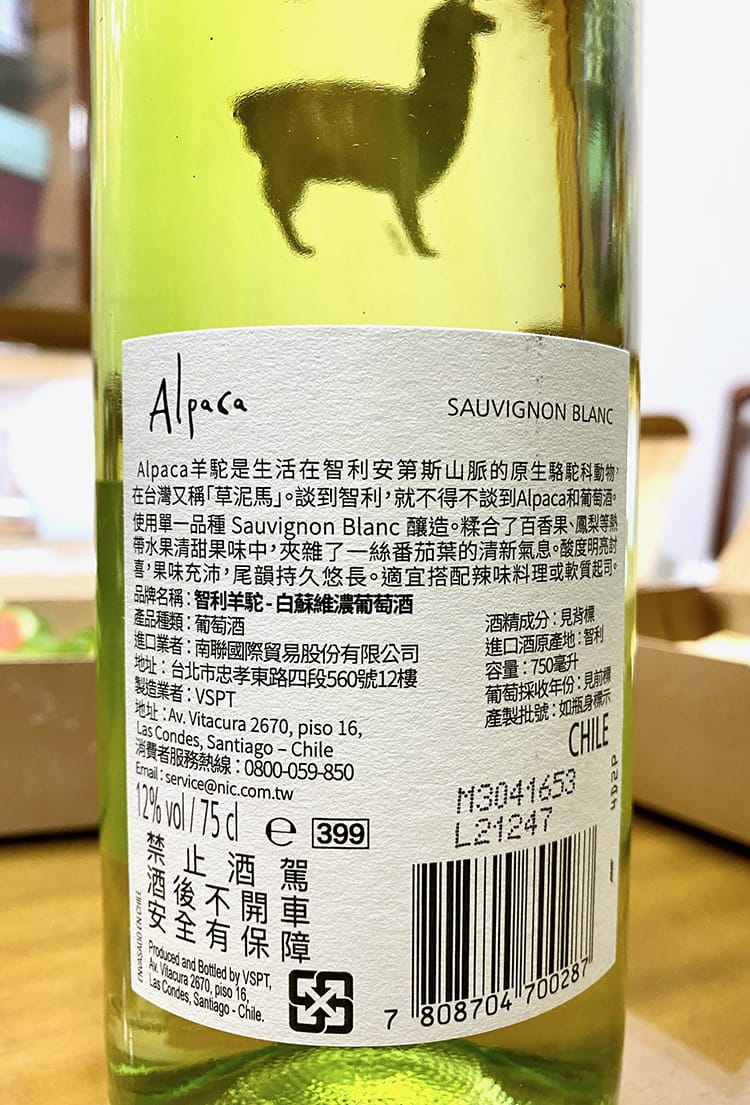 Alpaca
SAUVIGNON BLANC
Alpaca羊駝是生活在智利安第斯山脈的原生駱駝科動物,
在台灣又稱「草泥馬」。談到智利,就不得不談到Alpaca和葡萄酒。
使用單一品種 Sauvignon Blanc 釀造。糅合了百香果、鳳梨等熱
帶水果清甜果味中,夾雜了一絲番茄葉的清新氣息。酸度明亮討
喜,果味充沛,尾韻持久悠長。適宜搭配辣味料理或軟質起司。
品牌名稱:智利羊駝-白蘇維濃葡萄酒
產品種類:葡萄酒
進口業者:南聯國際貿易股份有限公司
地址:台北市忠孝東路四段560號12樓
製造業者:VSPT
地址:Av. Vitacura 2670, piso 16,
Las Condes, Santiago – Chile
消費者服務熱線:0800-059-850
Email:service@nic.com.tw
酒精成分:見背標
進口酒原產地:智利
容量:750毫升
葡萄採收年份:見前標
產製批號:如瓶身標示
CHILE
12% vol / 75 cl e 399
M3041653
L21247
禁止酒駕
酒後不開車
安全有保障
ENVASADO EN CHILE
Produced and Bottled by VSPT,
Av. Vitacura 2670, piso 16,
Las Condes, Santiago - Chile.
7 808704 700287